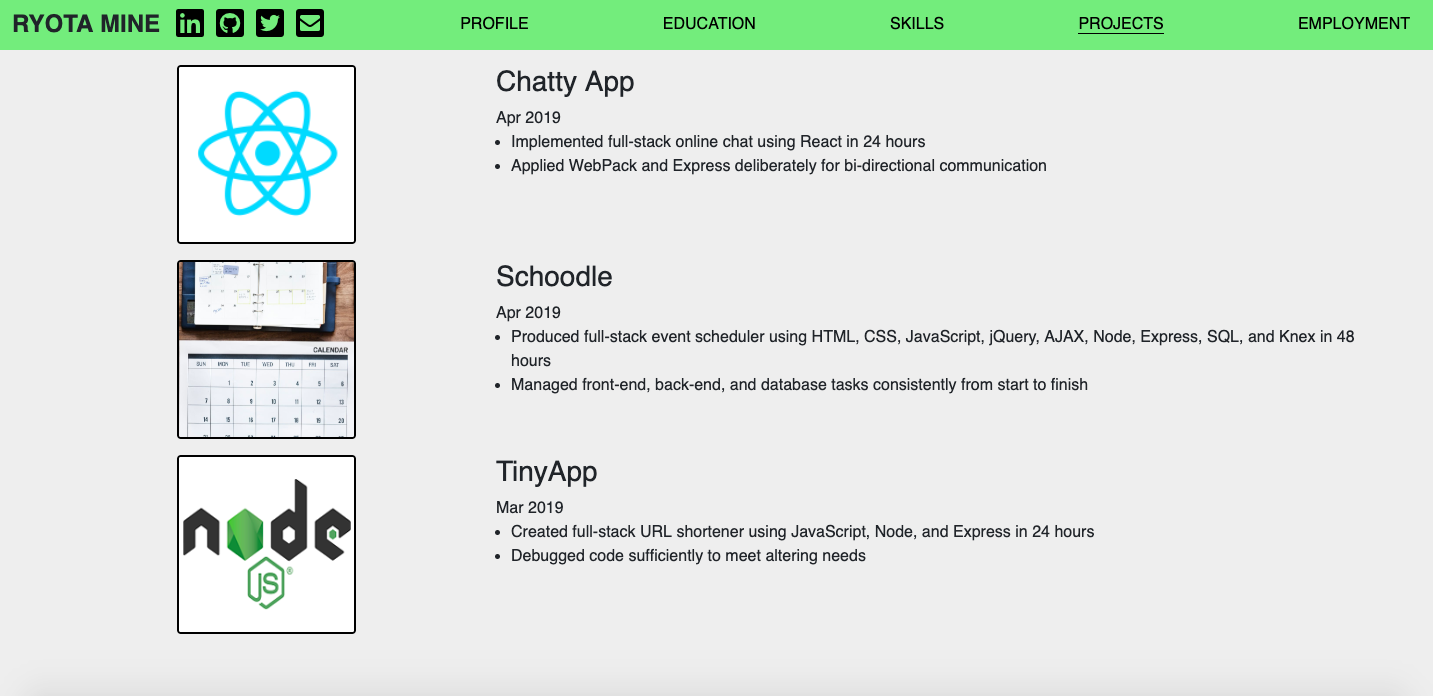 RYOTA MINE
PROFILE
EDUCATION
SKILLS
PROJECTS
EMPLOYMENT
Chatty App
Apr 2019
• Implemented full-stack online chat using React in 24 hours
• Applied WebPack and Express deliberately for bi-directional communication
CALENDAR
SUN MON TUE WED THU FRI SAT
1 2 3 4 5 6
7 8 9 10 11 12 13
14 15 16 17 18 19 20
Schoodle
Apr 2019
• Produced full-stack event scheduler using HTML, CSS, JavaScript, jQuery, AJAX, Node, Express, SQL, and Knex in 48
hours
• Managed front-end, back-end, and database tasks consistently from start to finish
node
JS®
TinyApp
Mar 2019
• Created full-stack URL shortener using JavaScript, Node, and Express in 24 hours
• Debugged code sufficiently to meet altering needs